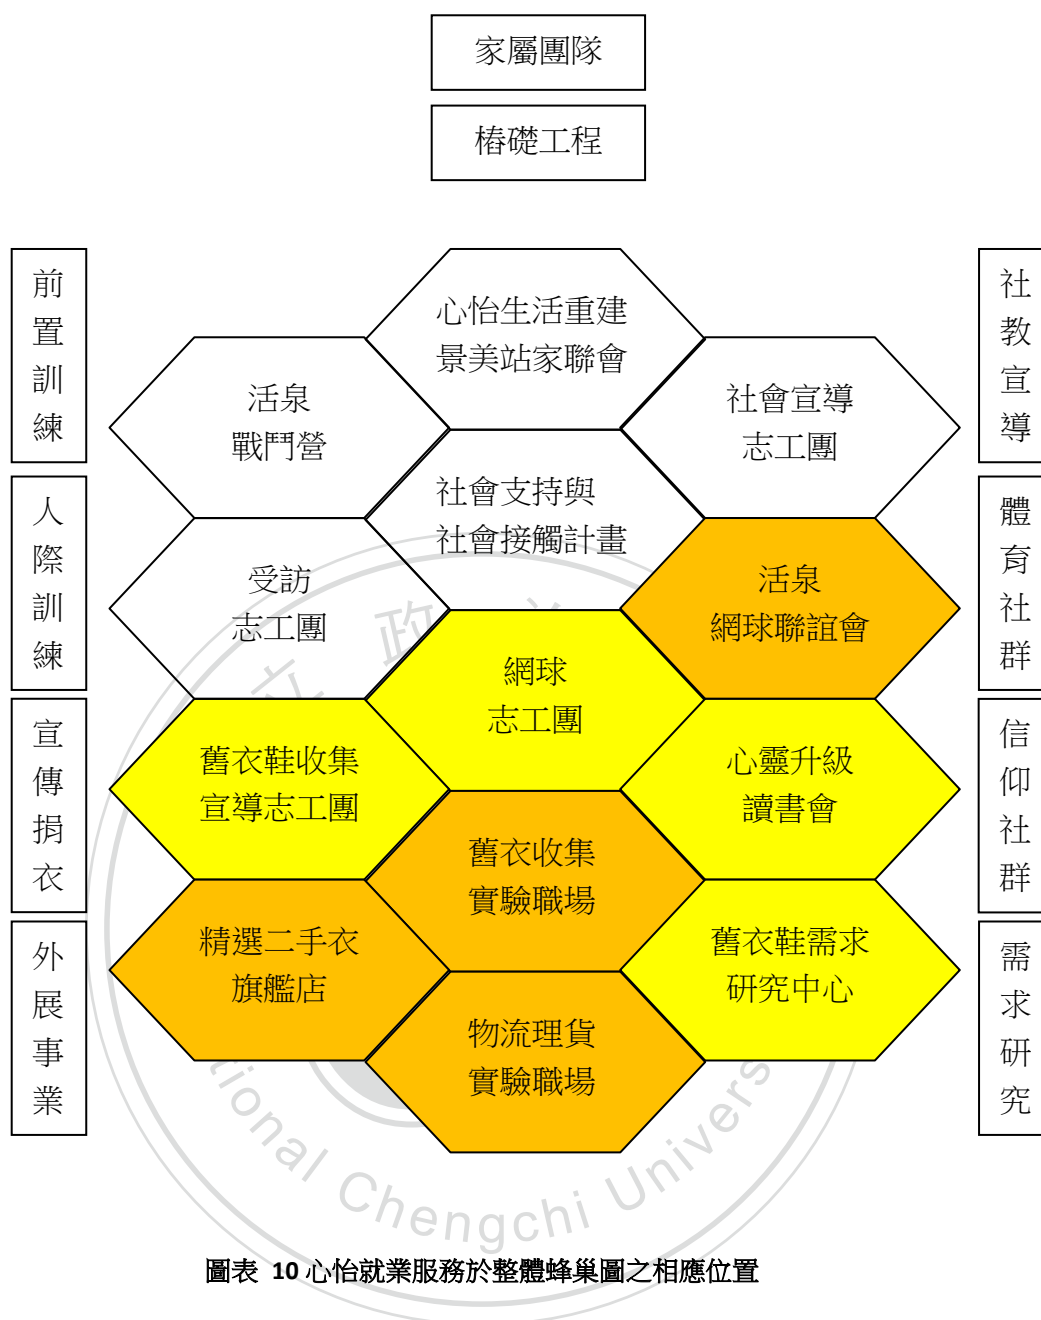 家屬團隊
樁礎工程
前置訓練
人際訓練
宣傳捐衣
外展事業
心怡生活重建
景美站家聯會
活泉
戰鬥營
社會宣導
志工團
社會支持與
社會接觸計畫
受訪
志工團
活泉
網球聯誼會
網球
志工團
舊衣鞋收集
宣導志工團
心靈升級
讀書會
舊衣收集
實驗職場
精選二手衣
旗艦店
舊衣鞋需求
研究中心
物流理貨
實驗職場
社教宣導
體育社群
信仰社群
需求研究
政
tional Chengchi Univers
圖表 10 心怡就業服務於整體蜂巢圖之相應位置